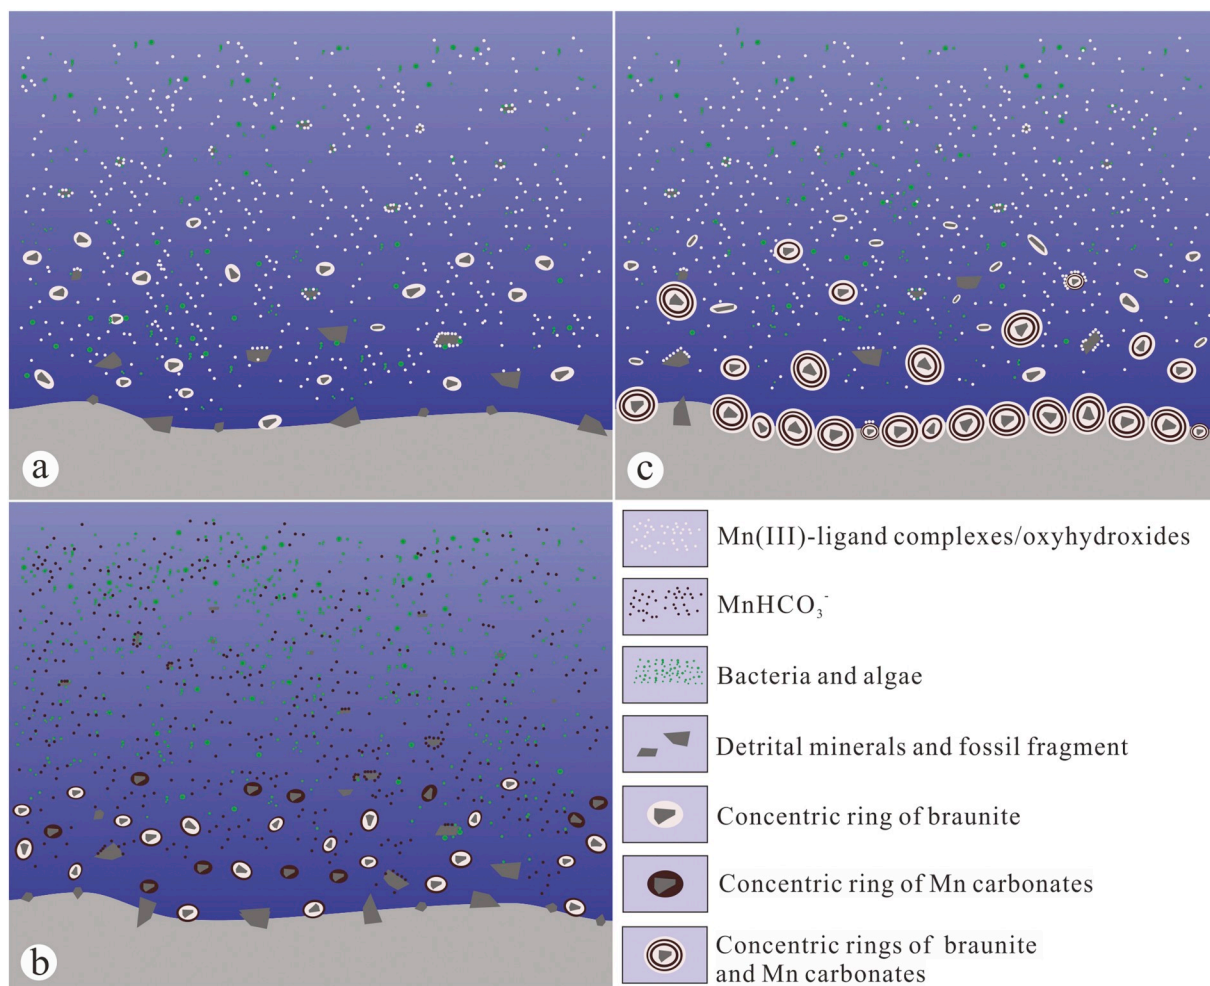 a
c
b
Mn(III)-ligand complexes/oxyhydroxides
MnHCO₃⁻
Bacteria and algae
Detrital minerals and fossil fragment
Concentric ring of braunite
Concentric ring of Mn carbonates
Concentric rings of braunite
and Mn carbonates